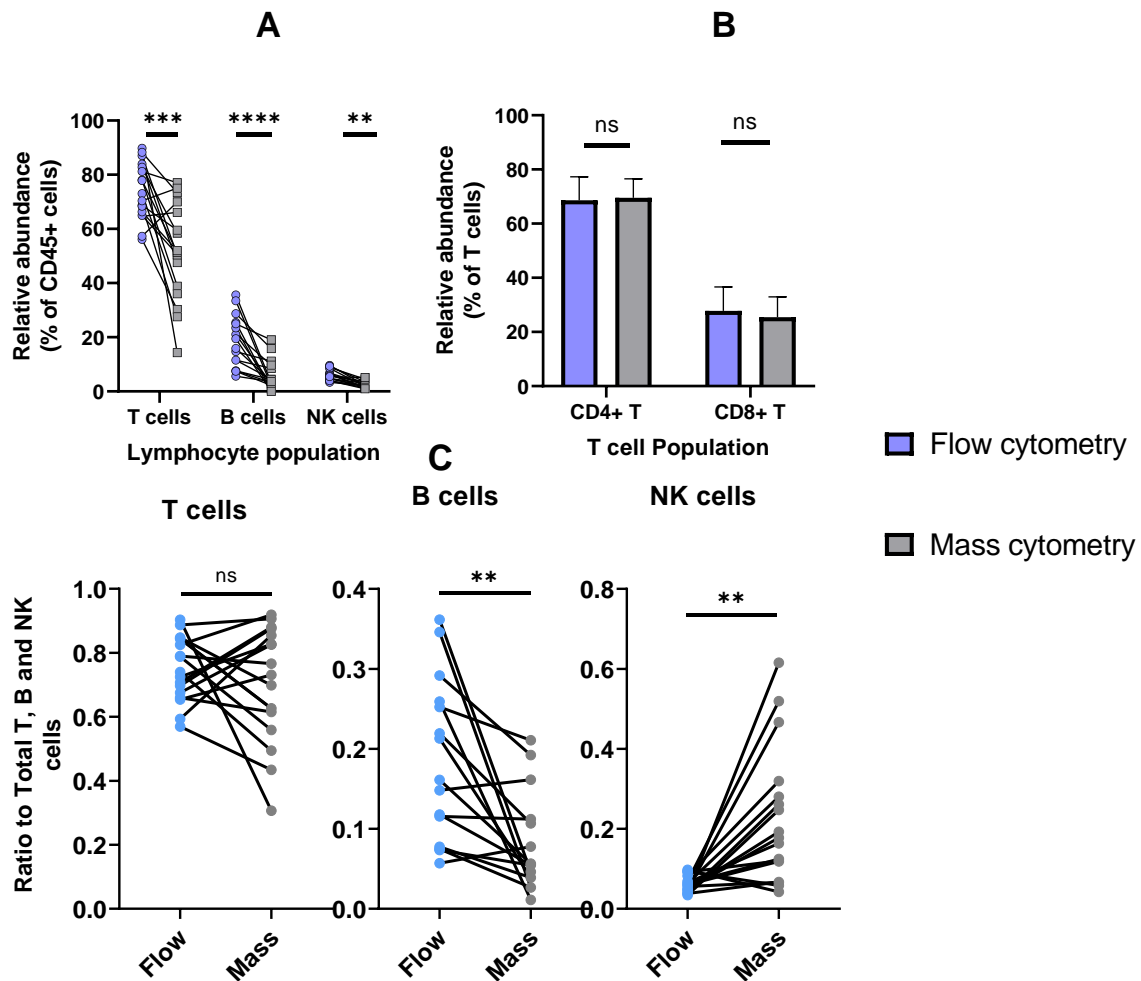 A
B
100
80
60
40
20
0
Relative abundance
(% of CD45+ cells)
***
****
**
T cells
B cells
NK cells
Lymphocyte population
100
80
60
40
20
0
Relative abundance
(% of T cells)
ns
ns
CD4+ T
CD8+ T
T cell Population
Flow cytometry
Mass cytometry
C
T cells
B cells
NK cells
Ratio to Total T, B and NK
cells
1.0
0.8
0.6
0.4
0.2
0.0
ns
Flow
Mass
0.4
0.3
0.2
0.1
0.0
**
Flow
Mass
0.8
0.6
0.4
0.2
0.0
**
Flow
Mass